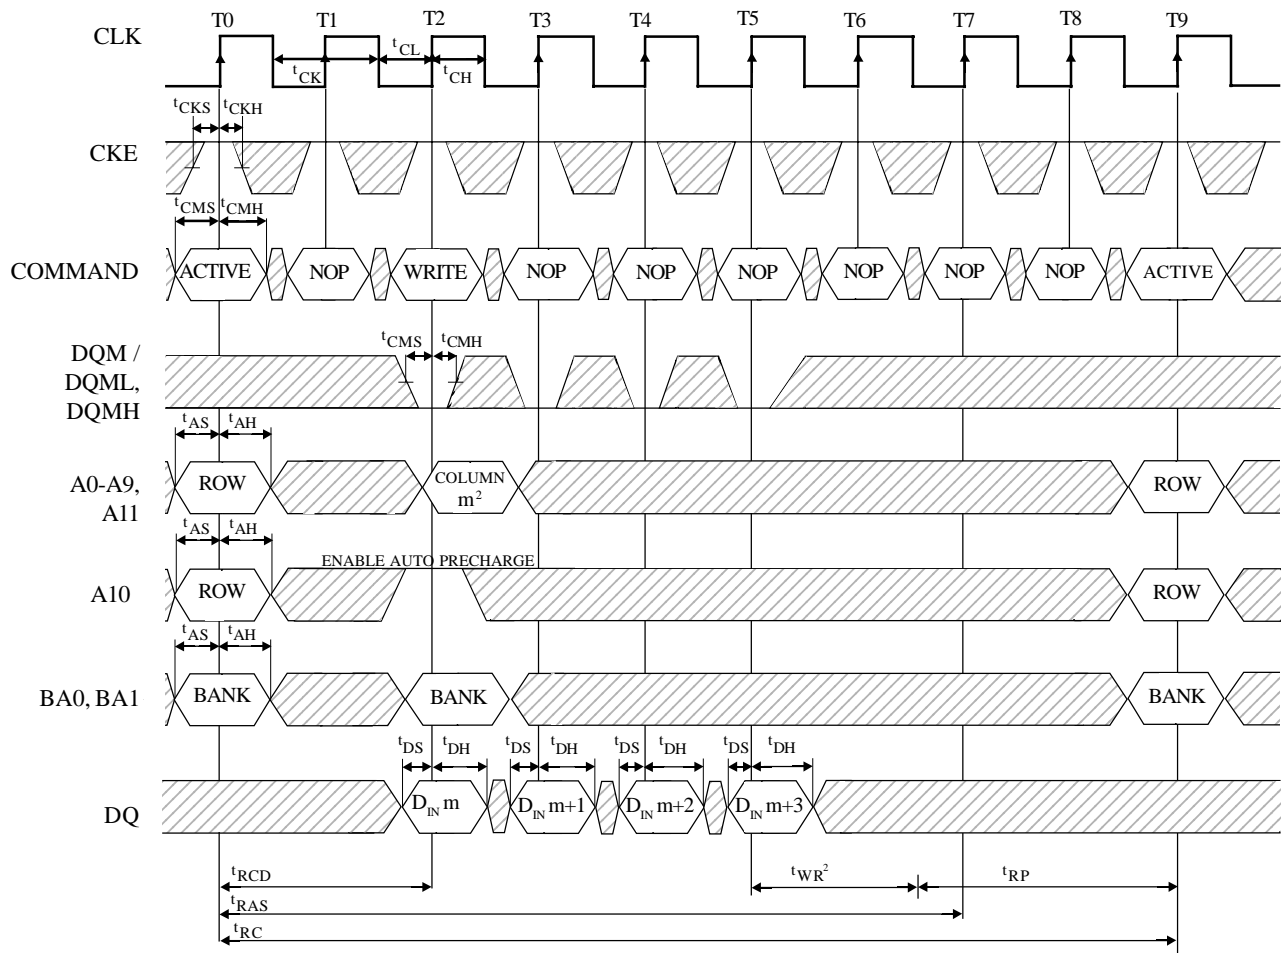 T0 T1 T2 T3 T4 T5 T6 T7 T8 T9
CLK
tCL
tCK tCH
tCKS tCKH
CKE
tCMS tCMH
COMMAND ACTIVE NOP WRITE NOP NOP NOP NOP NOP NOP ACTIVE
tCMS tCMH
DQM /
DQML,
DQMH
tAS tAH
A0-A9, ROW COLUMN m² ROW
A11
tAS tAH
ENABLE AUTO PRECHARGE
A10 ROW ROW
tAS tAH
BA0, BA1 BANK BANK BANK
tDS tDH tDS tDH tDS tDH tDS tDH
DQ DIN m DIN m+1 DIN m+2 DIN m+3
tRCD tWR² tRP
tRAS
tRC